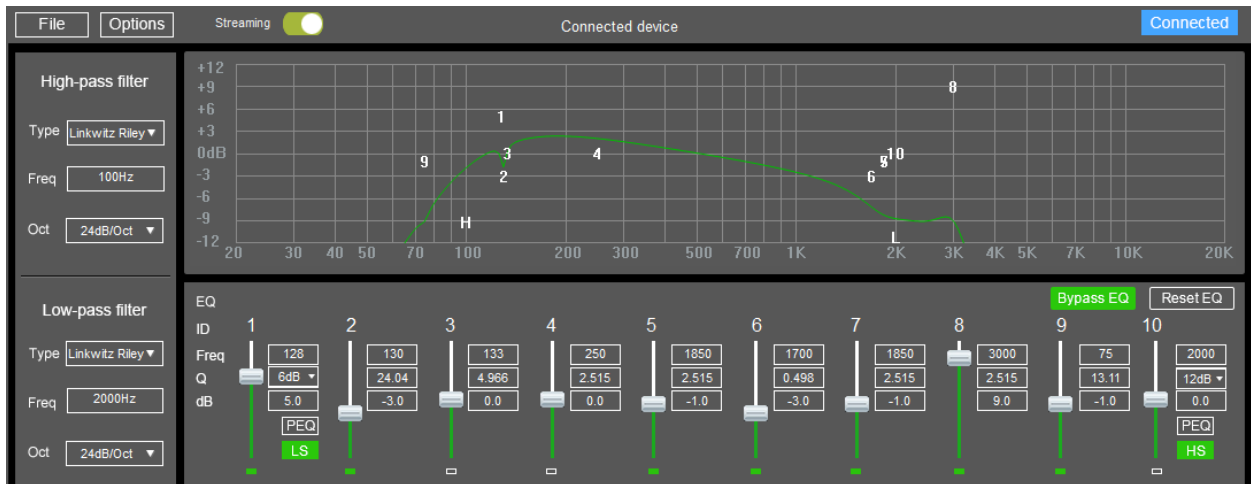 File Options Streaming Connected device Connected
High-pass filter
Type Linkwitz Riley ▼
Freq 100Hz
Oct 24dB/Oct ▼
Low-pass filter
Type Linkwitz Riley ▼
Freq 2000Hz
Oct 24dB/Oct ▼
+12
+9 8
+6
1
+3
0dB 3 4 10
9
-3 2 6
-6
-9
H
L
-12
20 30 40 50 70 100 200 300 500 700 1K 2K 3K 4K 5K 7K 10K 20K
EQ Bypass EQ Reset EQ
ID 1 2 3 4 5 6 7 8 9 10
Freq 128 130 133 250 1850 1700 1850 3000 75 2000
Q 6dB ▼ 24.04 4.966 2.515 2.515 0.498 2.515 2.515 13.11 12dB ▼
dB 5.0 -3.0 0.0 0.0 -1.0 -3.0 -1.0 9.0 -1.0 0.0
PEQ PEQ
LS HS